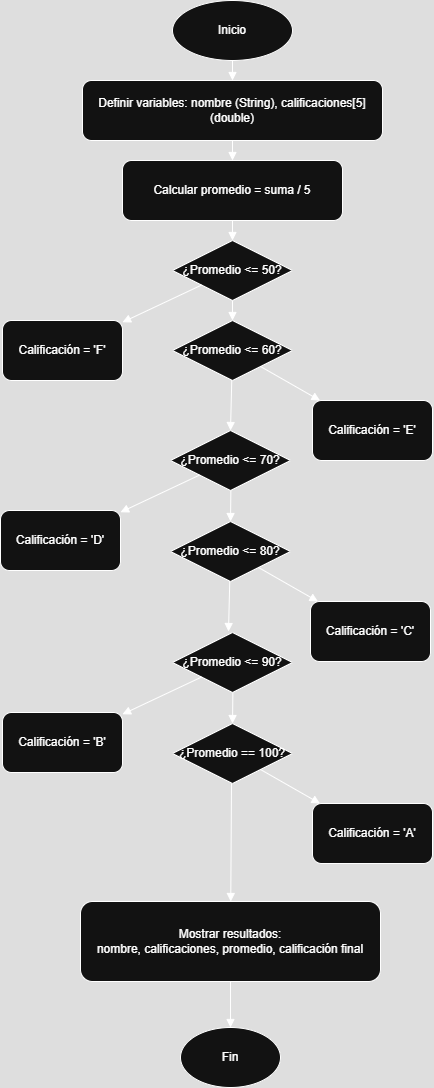 Inicio
Definir variables: nombre (String), calificaciones[5]
(double)
Calcular promedio = suma / 5
¿Promedio <= 50?
Calificación = 'F'
¿Promedio <= 60?
Calificación = 'E'
¿Promedio <= 70?
Calificación = 'D'
¿Promedio <= 80?
Calificación = 'C'
¿Promedio <= 90?
Calificación = 'B'
¿Promedio == 100?
Calificación = 'A'
Mostrar resultados:
nombre, calificaciones, promedio, calificación final
Fin